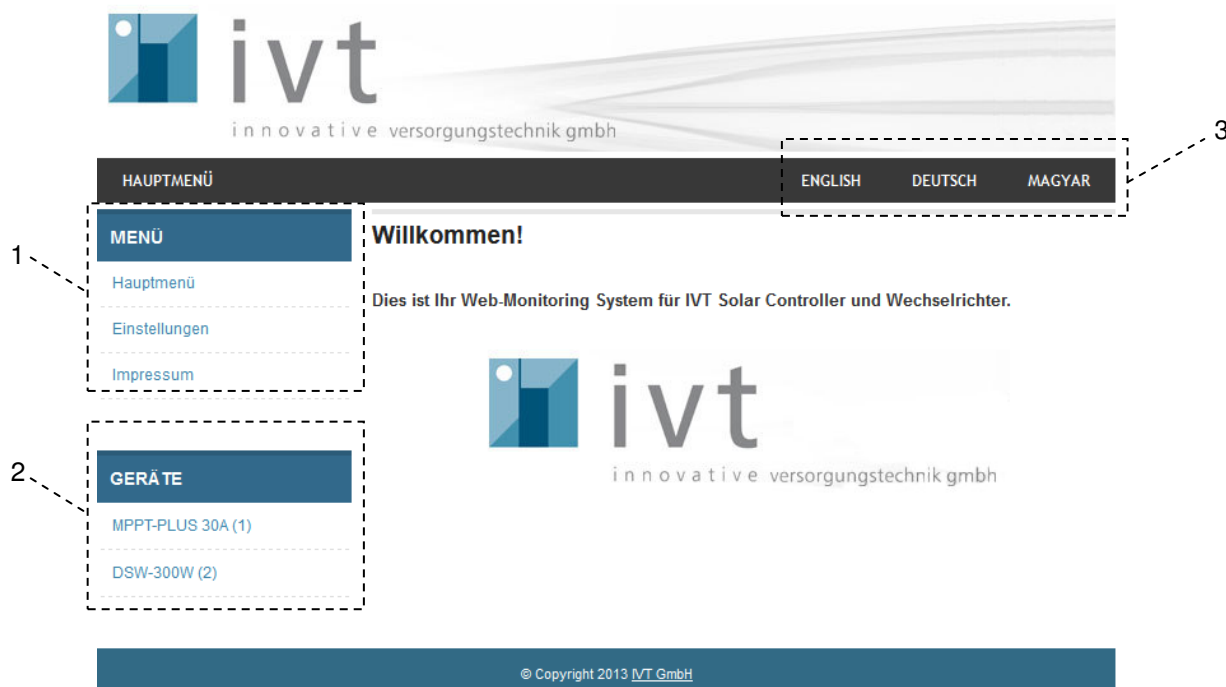 ivt
innovative versorgungstechnik gmbh
3
HAUPTMENÜ ENGLISH DEUTSCH MAGYAR
1
MENÜ
Hauptmenü
Einstellungen
Impressum
Willkommen!
Dies ist Ihr Web-Monitoring System für IVT Solar Controller und Wechselrichter.
ivt
innovative versorgungstechnik gmbh
2
GERÄTE
MPPT-PLUS 30A (1)
DSW-300W (2)
© Copyright 2013 IVT GmbH